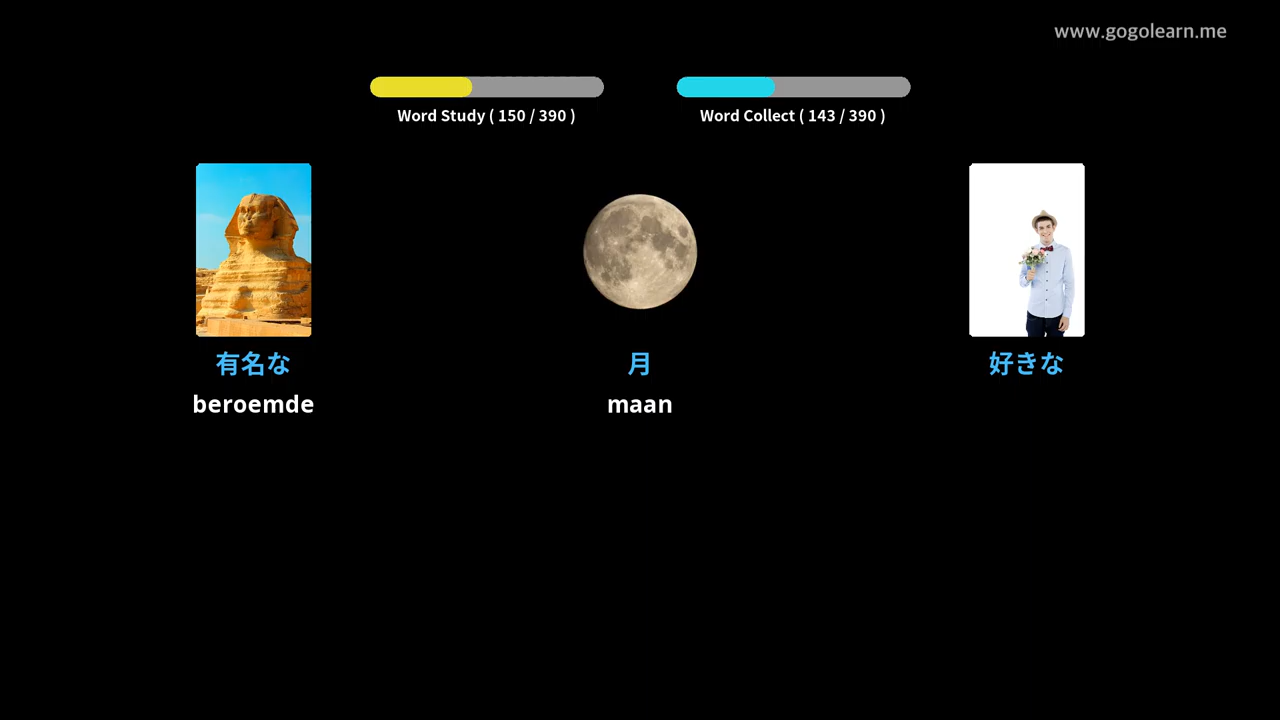 www.gogolearn.me
Word Study ( 150 / 390 )
Word Collect ( 143 / 390 )
有名な
月
好きな
beroemde
maan